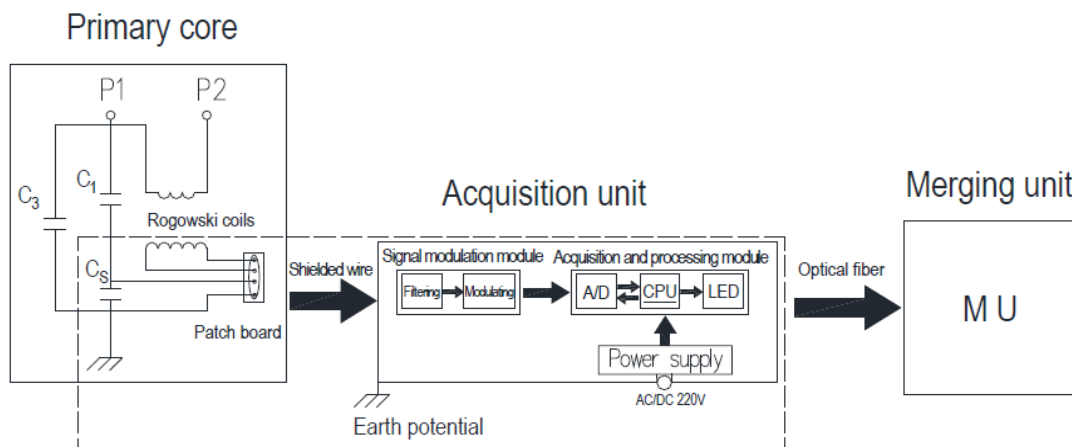 Primary core
P1 P2
C1
C3
Rogowski coils
CS
Patch board
Shielded wire
Acquisition unit
Signal modulation module
Filtering
Modulating
Acquisition and processing module
A/D
CPU
LED
Power supply
AC/DC 220V
Earth potential
Optical fiber
Merging unit
M U